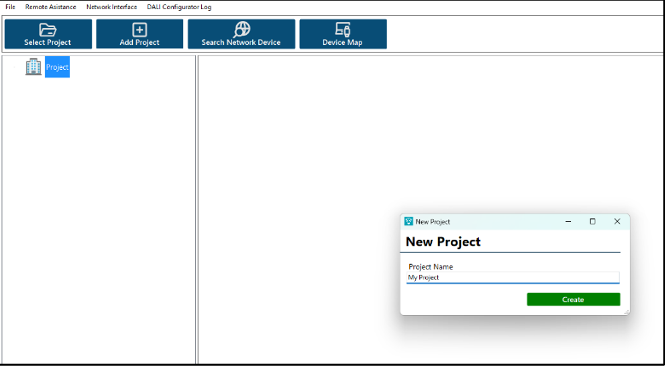 File Remote Asistance Network Interface DALI Configurator Log
Select Project Add Project Search Network Device Device Map
Project
New Project
New Project
Project Name
My Project
Create